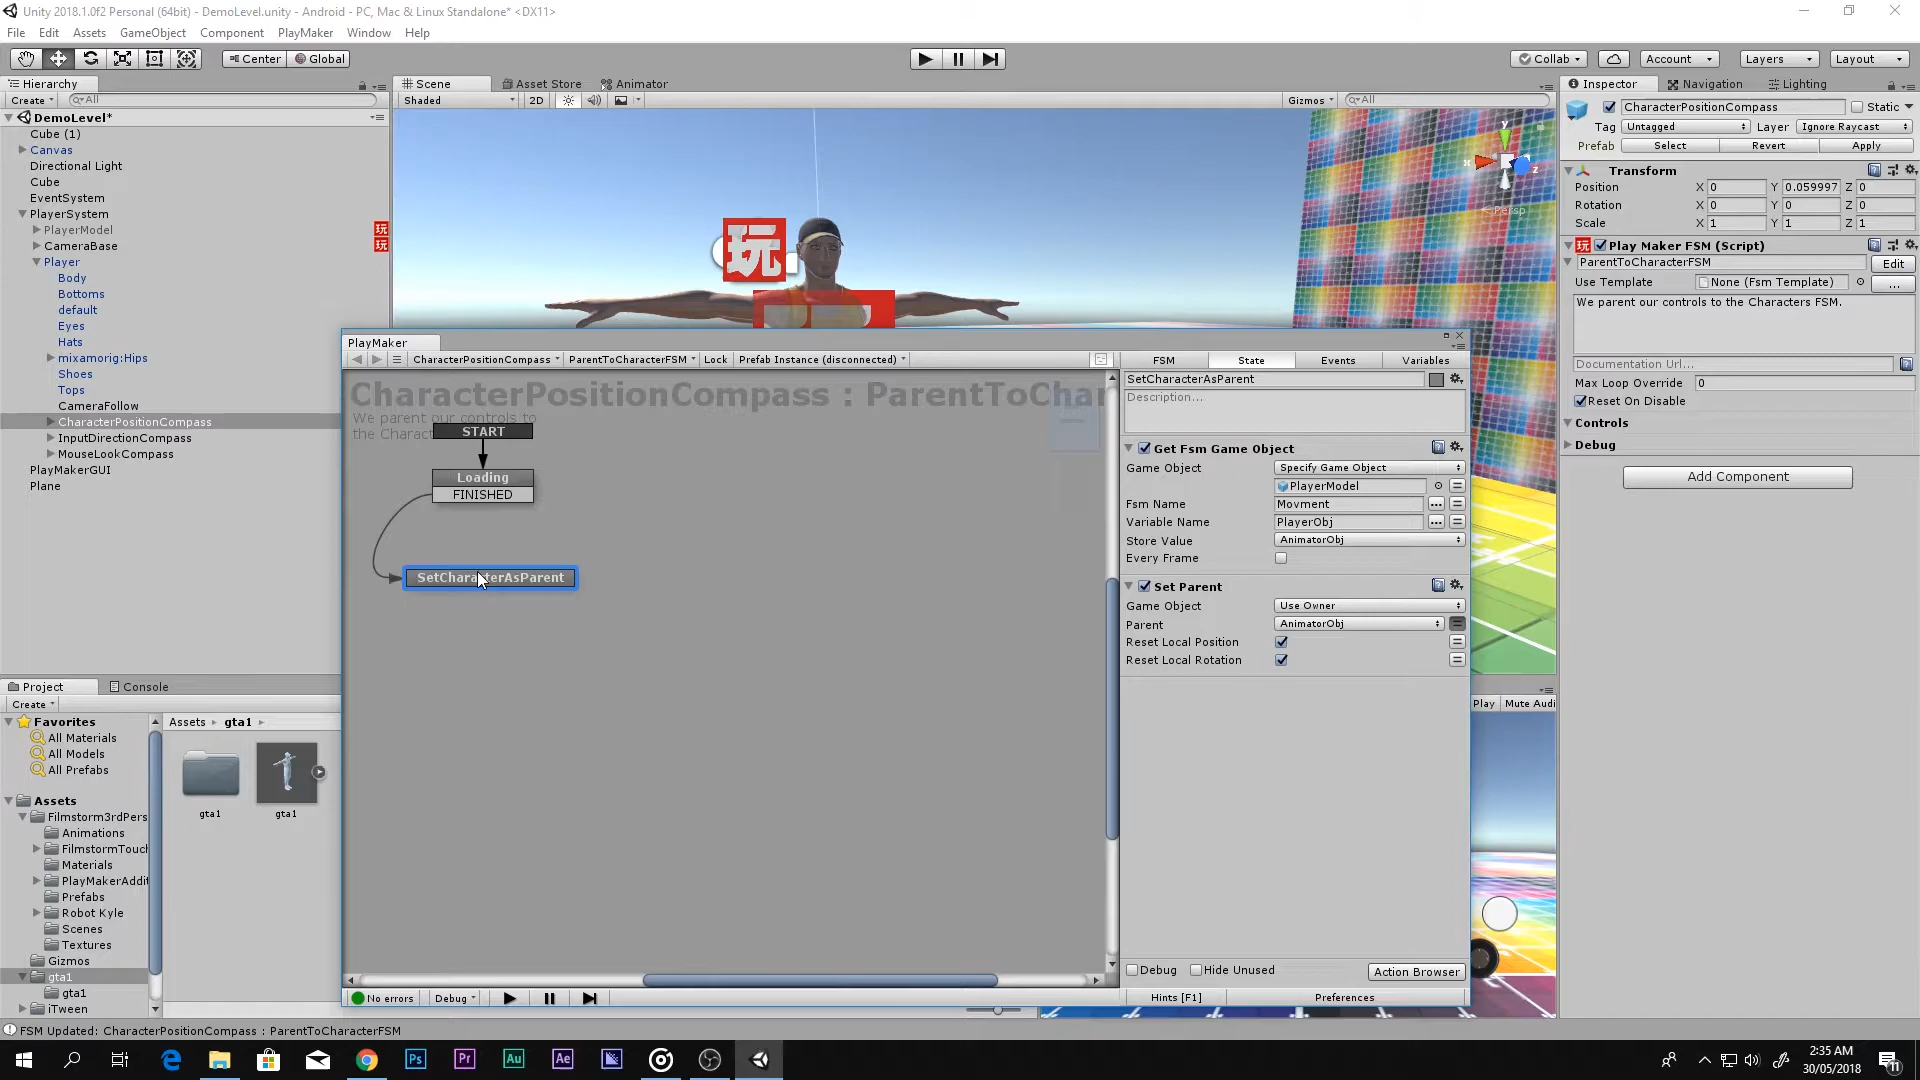 Unity 2018.1.0f2 Personal (64bit) - DemoLevel.unity - Android - PC, Mac & Linux Standalone* <DX11>
File Edit Assets GameObject Component PlayMaker Window Help
Center Global Collab Account Layers Layout
Hierarchy
Create All
DemoLevel*
Cube (1)
Canvas
Directional Light
Cube
EventSystem
PlayerSystem
PlayerModel
CameraBase
Player
Body
Bottoms
default
Eyes
Hats
mixamorig:Hips
Shoes
Tops
CameraFollow
CharacterPositionCompass
InputDirectionCompass
MouseLookCompass
PlayMakerGUI
Plane
Scene Asset Store Animator
Shaded 2D Gizmos All
y
x
z
Persp
玩
PlayMaker
CharacterPositionCompass ParentToCharacterFSM Lock Prefab Instance (disconnected)
CharacterPositionCompass : ParentToChar
We parent our controls to
the Charact
START
Loading
FINISHED
SetCharacterAsParent
No errors Debug
FSM State Events Variables
SetCharacterAsParent
Description...
Get Fsm Game Object
Game Object Specify Game Object
PlayerModel
Fsm Name Movment
Variable Name PlayerObj
Store Value AnimatorObj
Every Frame
Set Parent
Game Object Use Owner
Parent AnimatorObj
Reset Local Position
Reset Local Rotation
Debug Hide Unused Action Browser
Hints [F1] Preferences
Inspector Navigation Lighting
CharacterPositionCompass Static
Tag Untagged Layer Ignore Raycast
Prefab Select Revert Apply
Transform
Position X 0 Y 0.059997 Z 0
Rotation X 0 Y 0 Z 0
Scale X 1 Y 1 Z 1
玩 Play Maker FSM (Script)
ParentToCharacterFSM Edit
Use Template None (Fsm Template) ...
We parent our controls to the Characters FSM.
Documentation Url...
Max Loop Override 0
Reset On Disable
Controls
Debug
Add Component
Play Mute Audi
Project Console
Create
Favorites
All Materials
All Models
All Prefabs
Assets
Filmstorm3rdPers
Animations
FilmstormTouch
Materials
PlayMakerAddit
Prefabs
Robot Kyle
Scenes
Textures
Gizmos
gta1
gta1
iTween
Assets gta1
gta1 gta1
FSM Updated: CharacterPositionCompass : ParentToCharacterFSM
Ps Pr Au Ae
2:35 AM
30/05/2018
11